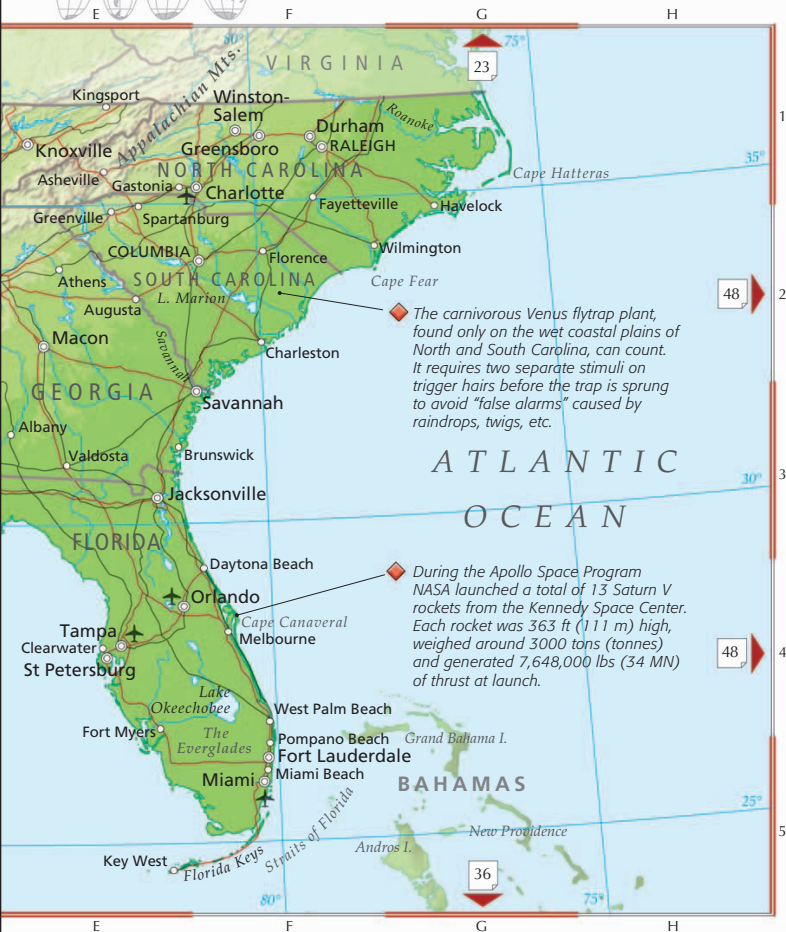 E F G H
80°
75°
VIRGINIA
23
Appalachian Mts.
Kingsport
Winston-
Salem
Roanoke
1
Durham
Knoxville
Greensboro
RALEIGH
35°
NORTH CAROLINA
Cape Hatteras
Asheville
Gastonia
Charlotte
Fayetteville
Havelock
Greenville
Spartanburg
COLUMBIA
Florence
Wilmington
SOUTH CAROLINA
Cape Fear
Athens
L. Marion
48
2
Augusta
The carnivorous Venus flytrap plant,
found only on the wet coastal plains of
North and South Carolina, can count.
It requires two separate stimuli on
trigger hairs before the trap is sprung
to avoid “false alarms” caused by
raindrops, twigs, etc.
Macon
Savannah
Charleston
GEORGIA
Savannah
Albany
Valdosta
Brunswick
ATLANTIC
OCEAN
3
30°
Jacksonville
FLORIDA
Daytona Beach
During the Apollo Space Program
NASA launched a total of 13 Saturn V
rockets from the Kennedy Space Center.
Each rocket was 363 ft (111 m) high,
weighed around 3000 tons (tonnes)
and generated 7,648,000 lbs (34 MN)
of thrust at launch.
Orlando
Cape Canaveral
Tampa
Melbourne
Clearwater
48
4
St Petersburg
Lake
Okeechobee
West Palm Beach
Fort Myers
The
Everglades
Pompano Beach
Grand Bahama I.
Fort Lauderdale
Miami
Miami Beach
BAHAMAS
25°
Straits of Florida
New Providence
5
Andros I.
Key West
Florida Keys
36
80°
75°
E F G H